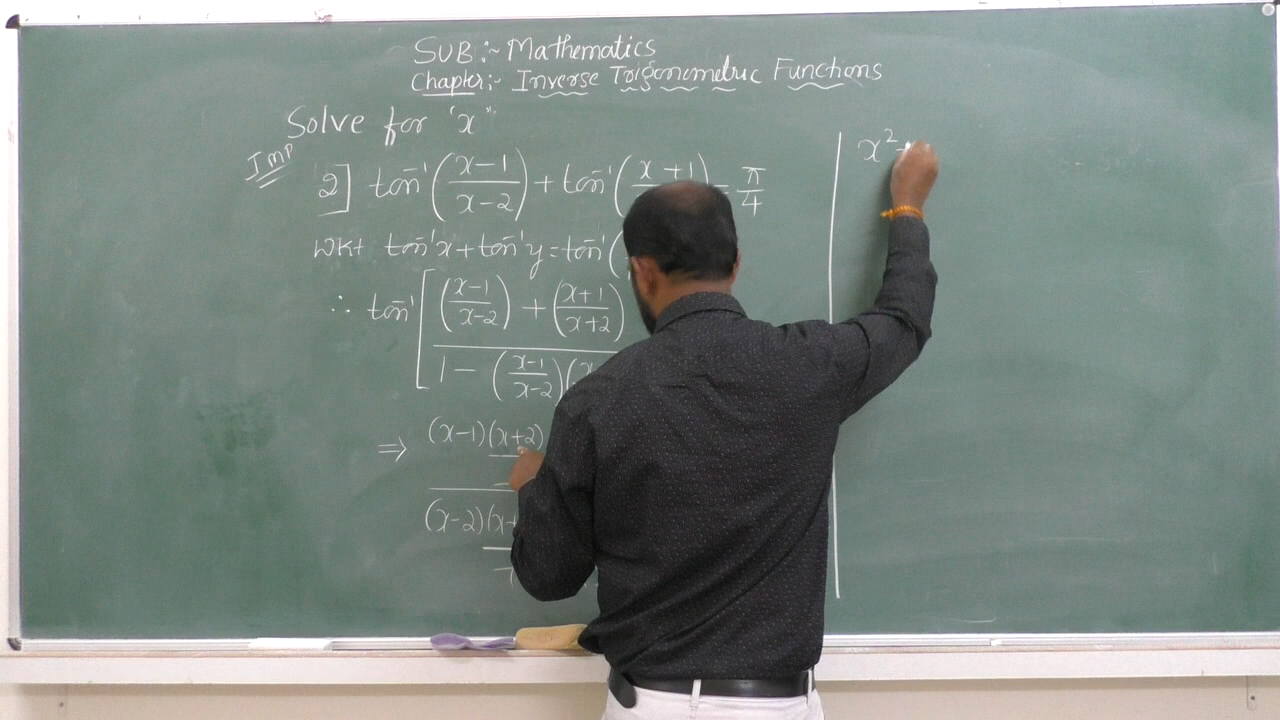 SUB :- Mathematics
Chapter :- Inverse Trigonometric Functions
Solve for "x"
Imp
2] tan⁻¹((x-1)/(x-2)) + tan⁻¹((x+1)/ = π/4
WKt tan⁻¹x + tan⁻¹y = tan⁻¹(
∴ tan⁻¹[((x-1)/(x-2)) + ((x+1)/(x+2))
1 - ((x-1)/(x-2))(
⇒ (x-1)(x+2)
(x-2)(x+
x²